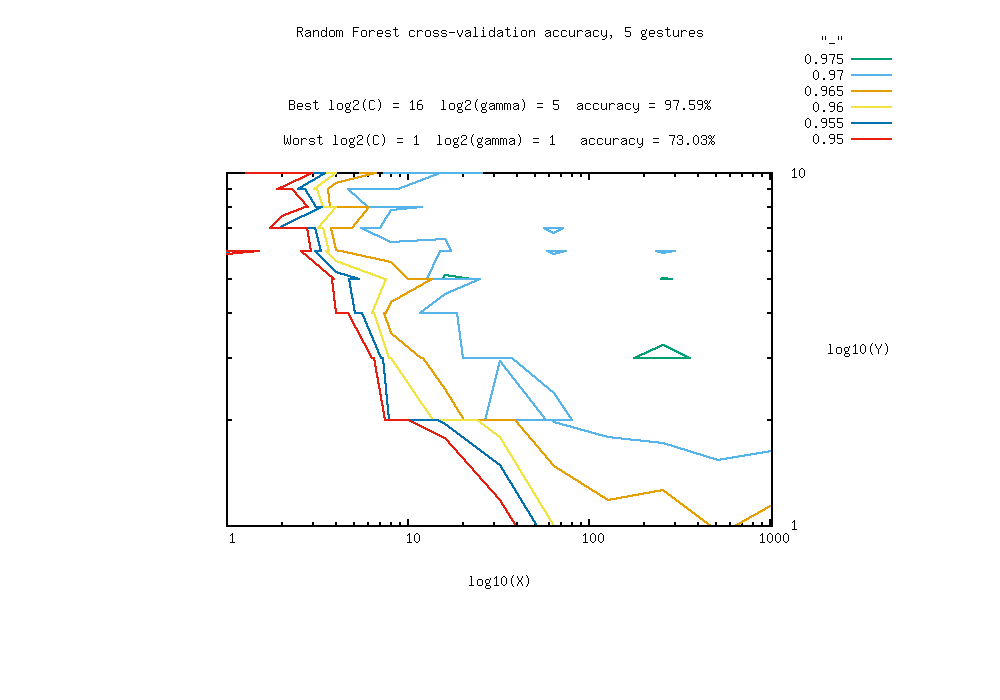 Random Forest cross-validation accuracy, 5 gestures
"_"
0.975
0.97
0.965
0.96
0.955
0.95
Best log2(C) = 16  log2(gamma) = 5  accuracy = 97.59%
Worst log2(C) = 1  log2(gamma) = 1   accuracy = 73.03%
10
log10(Y)
1
1
10
100
1000
log10(X)